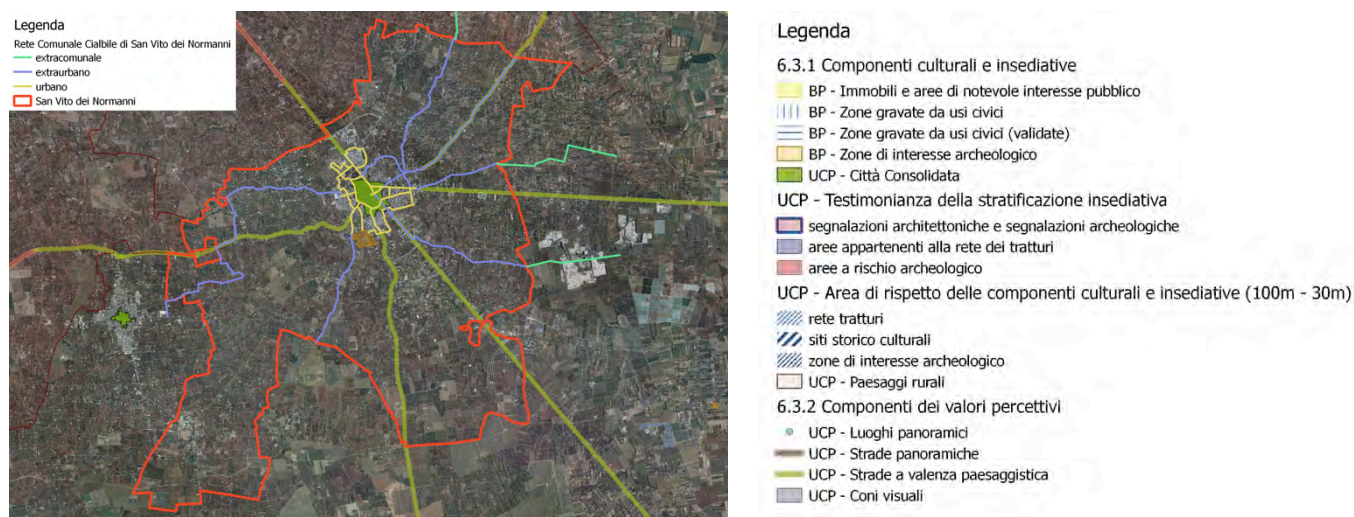 Legenda
Rete Comunale Cialbile di San Vito dei Normanni
extracomunale
extraurbano
urbano
San Vito dei Normanni
Legenda
6.3.1 Componenti culturali e insediative
BP - Immobili e aree di notevole interesse pubblico
BP - Zone gravate da usi civici
BP - Zone gravate da usi civici (validate)
BP - Zone di interesse archeologico
UCP - Città Consolidata
UCP - Testimonianza della stratificazione insediativa
segnalazioni architettoniche e segnalazioni archeologiche
aree appartenenti alla rete dei tratturi
aree a rischio archeologico
UCP - Area di rispetto delle componenti culturali e insediative (100m - 30m)
rete tratturi
siti storico culturali
zone di interesse archeologico
UCP - Paesaggi rurali
6.3.2 Componenti dei valori percettivi
UCP - Luoghi panoramici
UCP - Strade panoramiche
UCP - Strade a valenza paesaggistica
UCP - Coni visuali